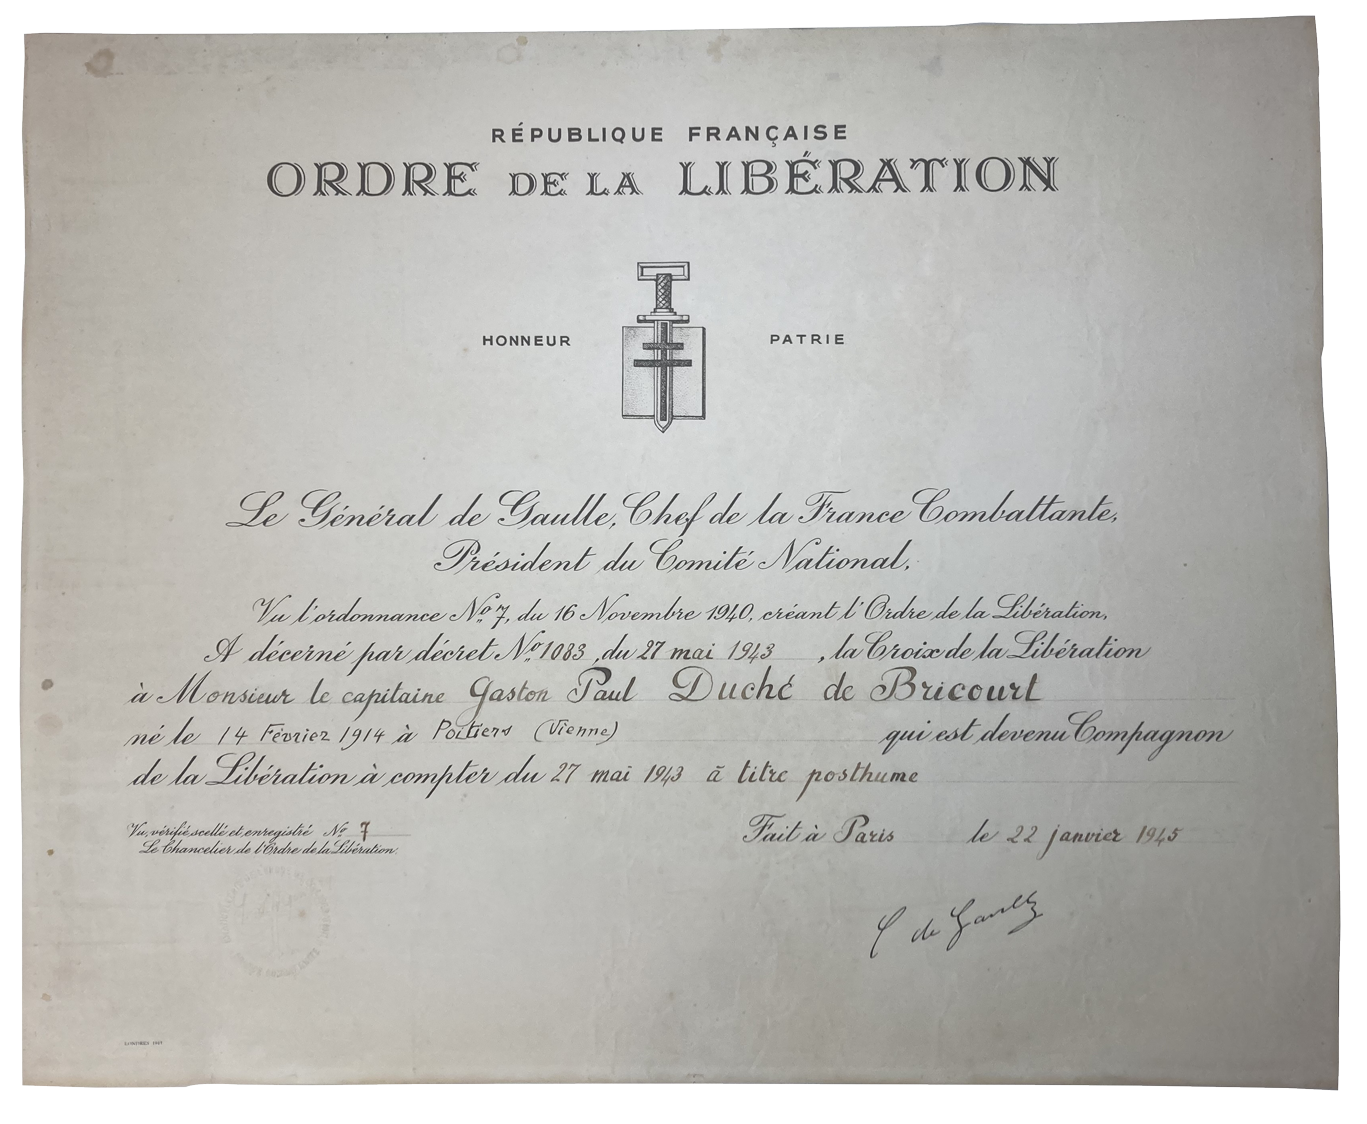 RÉPUBLIQUE FRANÇAISE
ORDRE DE LA LIBÉRATION
HONNEUR PATRIE
Le Général de Gaulle, Chef de la France Combattante,
Président du Comité National,
Vu l'ordonnance No. 7, du 16 Novembre 1940, créant l'Ordre de la Libération,
A décerné par décret No. 1083, du 27 mai 1943, la Croix de la Libération
à Monsieur le capitaine Gaston Paul Duché de Bricourt
né le 14 Février 1914 à Poitiers (Vienne) qui est devenu Compagnon
de la Libération à compter du 27 mai 1943 à titre posthume
Vu, vérifié, scellé et enregistré No. 7
Le Chancelier de l'Ordre de la Libération.
Fait à Paris le 22 janvier 1945
C de Gaulle